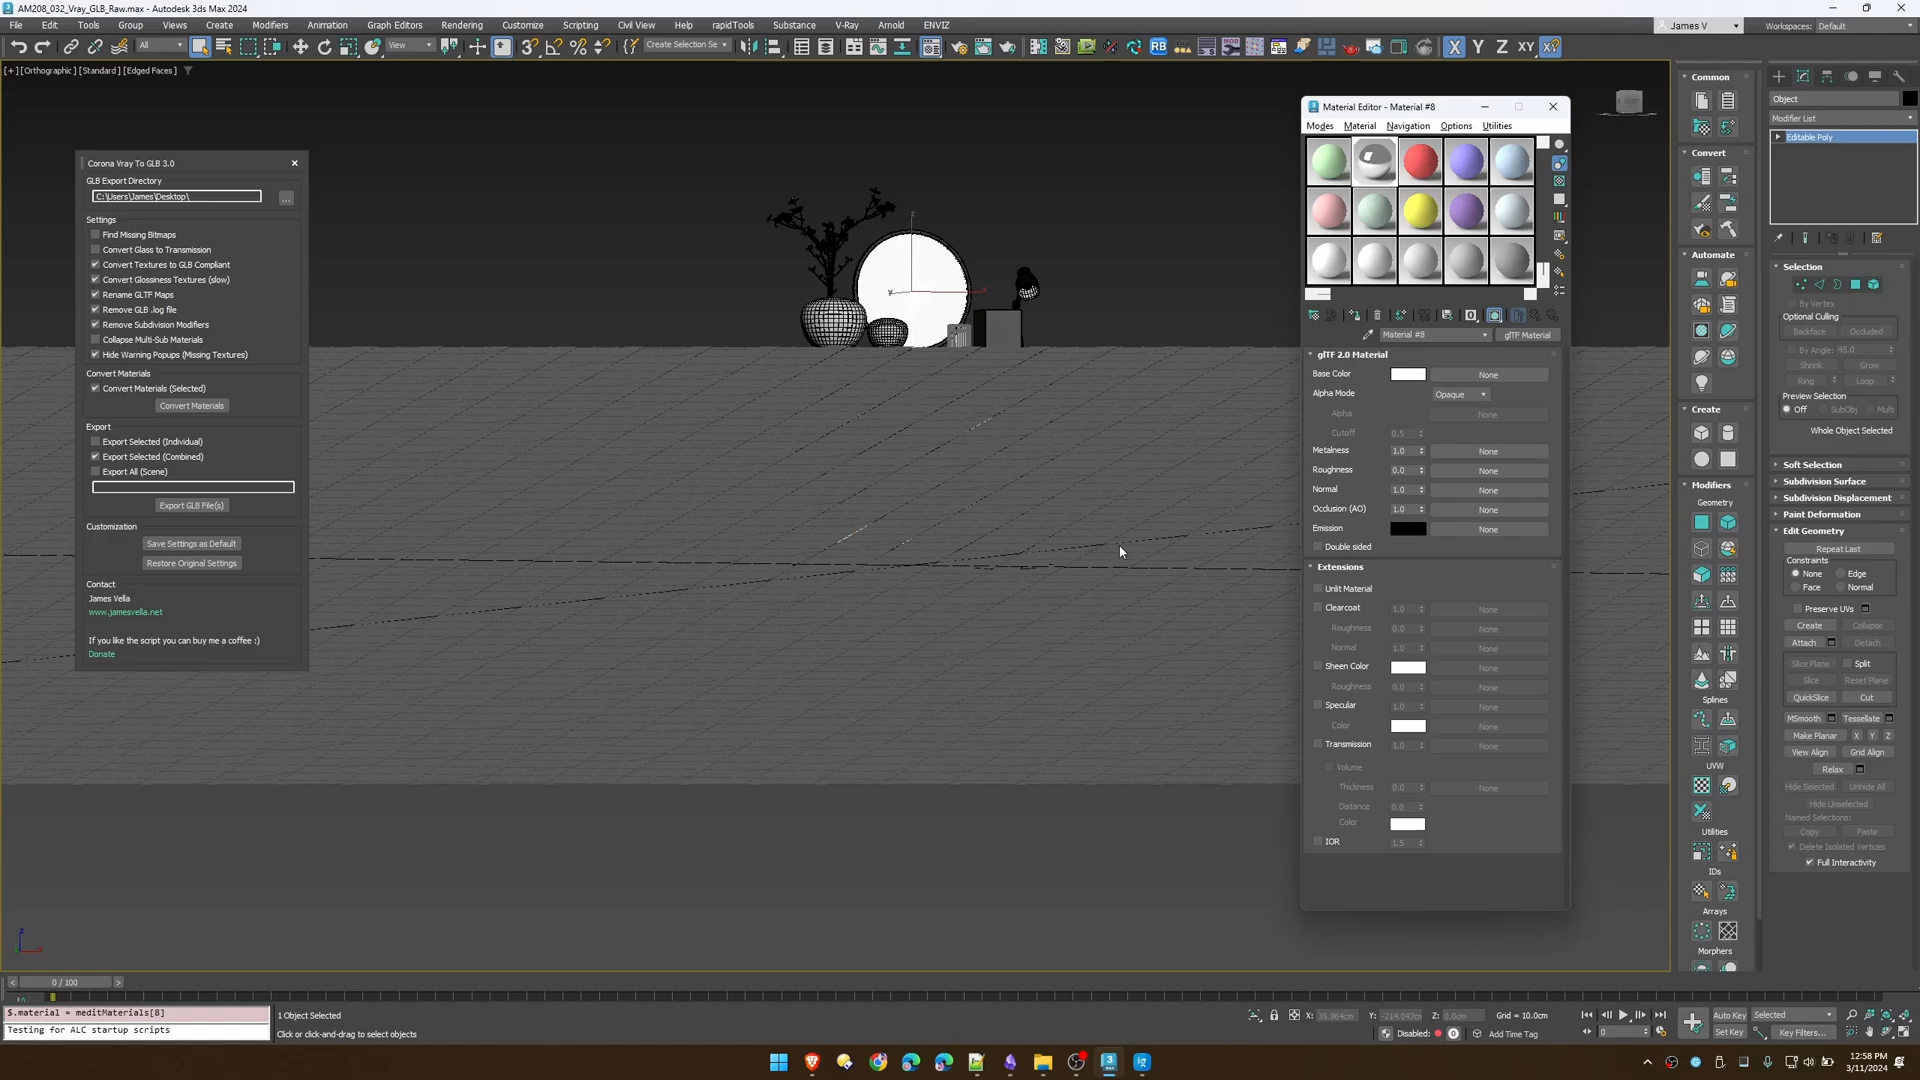 AM208_032_Vray_GLB_Raw.max - Autodesk 3ds Max 2024
File Edit Tools Group Views Create Modifiers Animation Graph Editors Rendering Customize Scripting Civil View Help rapidTools Substance V-Ray Arnold ENVIZ
James V
Workspaces: Default
All
View
Create Selection Se
RB
X Y Z XY
[+] [Orthographic] [Standard] [Edged Faces]
Corona Vray To GLB 3.0
GLB Export Directory
C:\Users\James\Desktop\
...
Settings
Find Missing Bitmaps
Convert Glass to Transmission
Convert Textures to GLB Compliant
Convert Glossiness Textures (slow)
Rename GLTF Maps
Remove GLB .log file
Remove Subdivision Modifiers
Collapse Multi-Sub Materials
Hide Warning Popups (Missing Textures)
Convert Materials
Convert Materials (Selected)
Convert Materials
Export
Export Selected (Individual)
Export Selected (Combined)
Export All (Scene)
Export GLB File(s)
Customization
Save Settings as Default
Restore Original Settings
Contact
James Vella
www.jamesvella.net
If you like the script you can buy me a coffee :)
Donate
z
y
x
Material Editor - Material #8
Modes Material Navigation Options Utilities
Material #8
glTF Material
glTF 2.0 Material
Base Color None
Alpha Mode Opaque
Alpha None
Cutoff 0.5
Metalness 1.0 None
Roughness 0.0 None
Normal 1.0 None
Occlusion (AO) 1.0 None
Emission None
Double sided
Extensions
Unlit Material
Clearcoat 1.0 None
Roughness 0.0 None
Normal 1.0 None
Sheen Color None
Roughness 0.0 None
Specular 1.0 None
Color None
Transmission 1.0 None
Volume
Thickness 0.0 None
Distance 0.0
Color
IOR 1.5
Common
Convert
Automate
Create
Modifiers
Geometry
Splines
UVW
Utilities
IDs
Arrays
Morphers
Object
Modifier List
Editable Poly
Selection
By Vertex
Optional Culling
Backface Occluded
By Angle: 45.0
Shrink Grow
Ring Loop
Preview Selection
Off SubObj Multi
Whole Object Selected
Soft Selection
Subdivision Surface
Subdivision Displacement
Paint Deformation
Edit Geometry
Repeat Last
Constraints
None Edge
Face Normal
Preserve UVs
Create Collapse
Attach Detach
Slice Plane Split
Slice Reset Plane
QuickSlice Cut
MSmooth Tessellate
Make Planar X Y Z
View Align Grid Align
Relax
Hide Selected Unhide All
Hide Unselected
Named Selections:
Copy Paste
Delete Isolated Vertices
Full Interactivity
0 / 100
$.material = meditMaterials[8]
Testing for ALC startup scripts
1 Object Selected
Click or click-and-drag to select objects
X: 35.864cm Y: -214.047cm Z: 0.0cm Grid = 10.0cm
Disabled: Add Time Tag
0
Auto Key Selected
Set Key Key Filters...
12:58 PM
3/11/2024